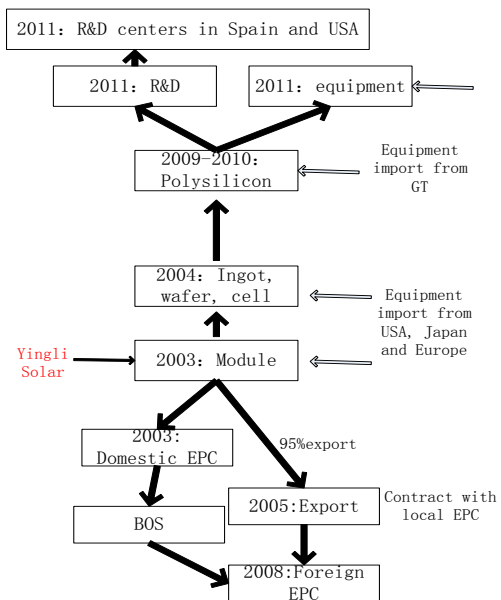 2011: R&D centers in Spain and USA
2011: R&D
2011: equipment
2009-2010:
Polysilicon
Equipment
import from
GT
2004: Ingot,
wafer, cell
Equipment
import from
USA, Japan
and Europe
Yingli
Solar
2003: Module
2003:
Domestic EPC
95%export
BOS
2005:Export
Contract with
local EPC
2008:Foreign
EPC